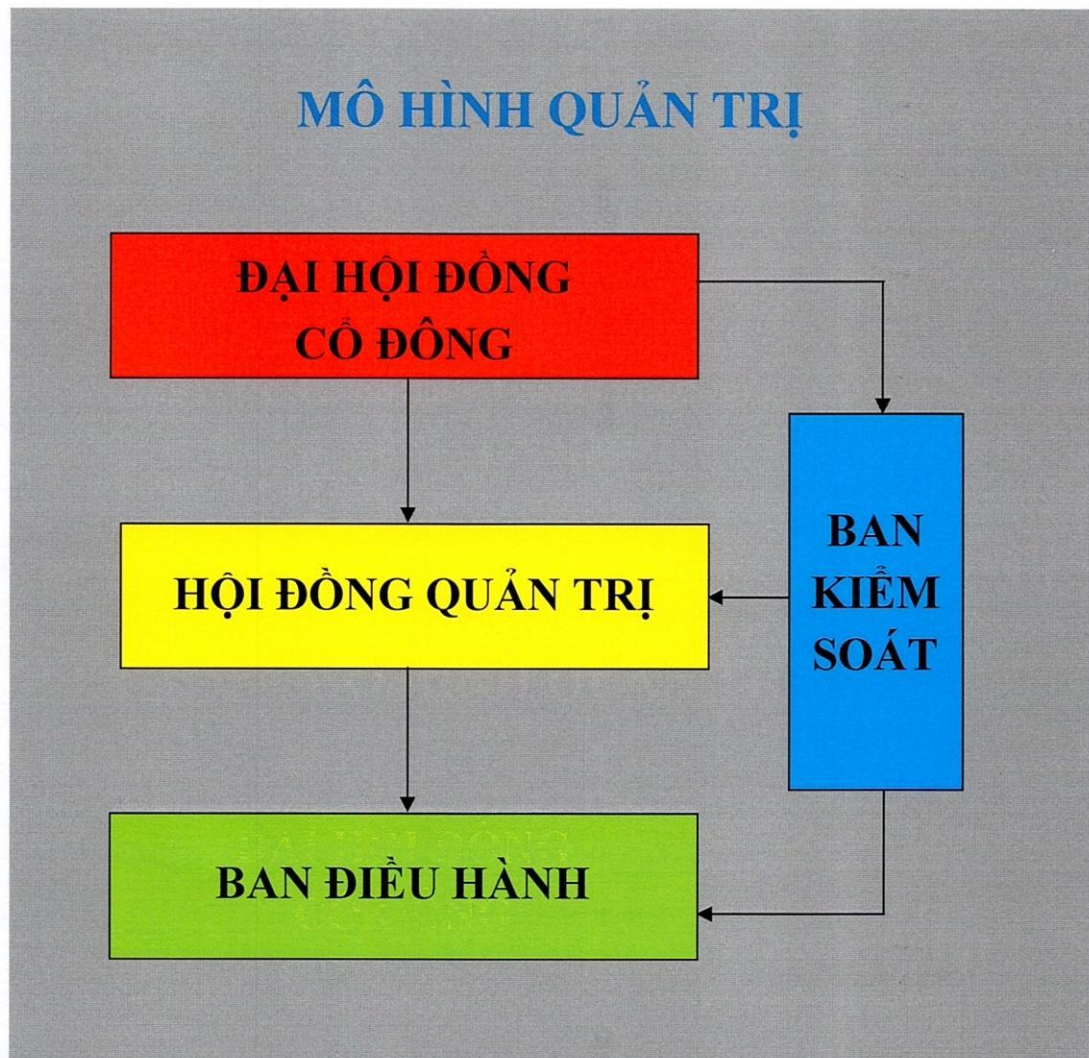 MÔ HÌNH QUẢN TRỊ
ĐẠI HỘI ĐỒNG
CỔ ĐÔNG
HỘI ĐỒNG QUẢN TRỊ
BAN
KIỂM
SOÁT
BAN ĐIỀU HÀNH